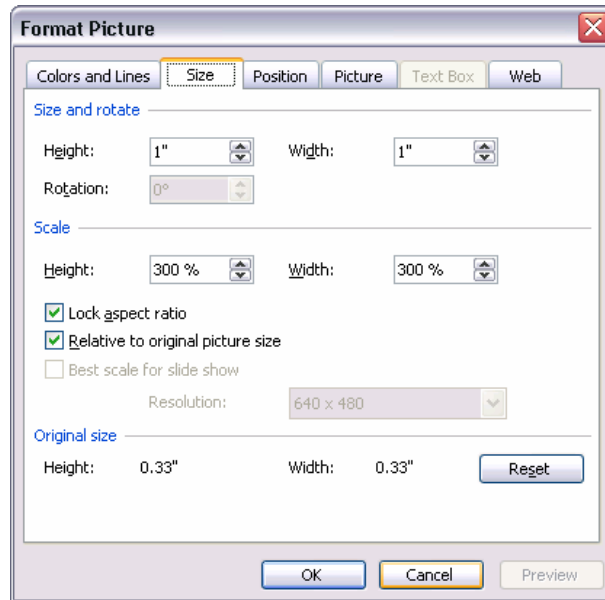 Format Picture
Colors and Lines Size Position Picture Text Box Web
Size and rotate
Height: 1" Width: 1"
Rotation: 0°
Scale
Height: 300 % Width: 300 %
Lock aspect ratio
Relative to original picture size
Best scale for slide show
Resolution: 640 x 480
Original size
Height: 0.33" Width: 0.33" Reset
OK Cancel Preview